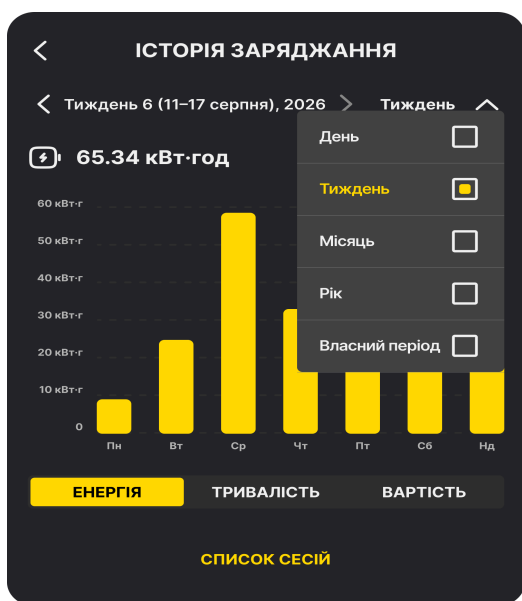 ІСТОРІЯ ЗАРЯДЖАННЯ
Тиждень 6 (11–17 серпня), 2026
Тиждень
65.34 кВт·год
День
Тиждень
Місяць
Рік
Власний період
60 кВт·г
50 кВт·г
40 кВт·г
30 кВт·г
20 кВт·г
10 кВт·г
0
Пн Вт Ср Чт Пт Сб Нд
ЕНЕРГІЯ ТРИВАЛІСТЬ ВАРТІСТЬ
СПИСОК СЕСІЙ